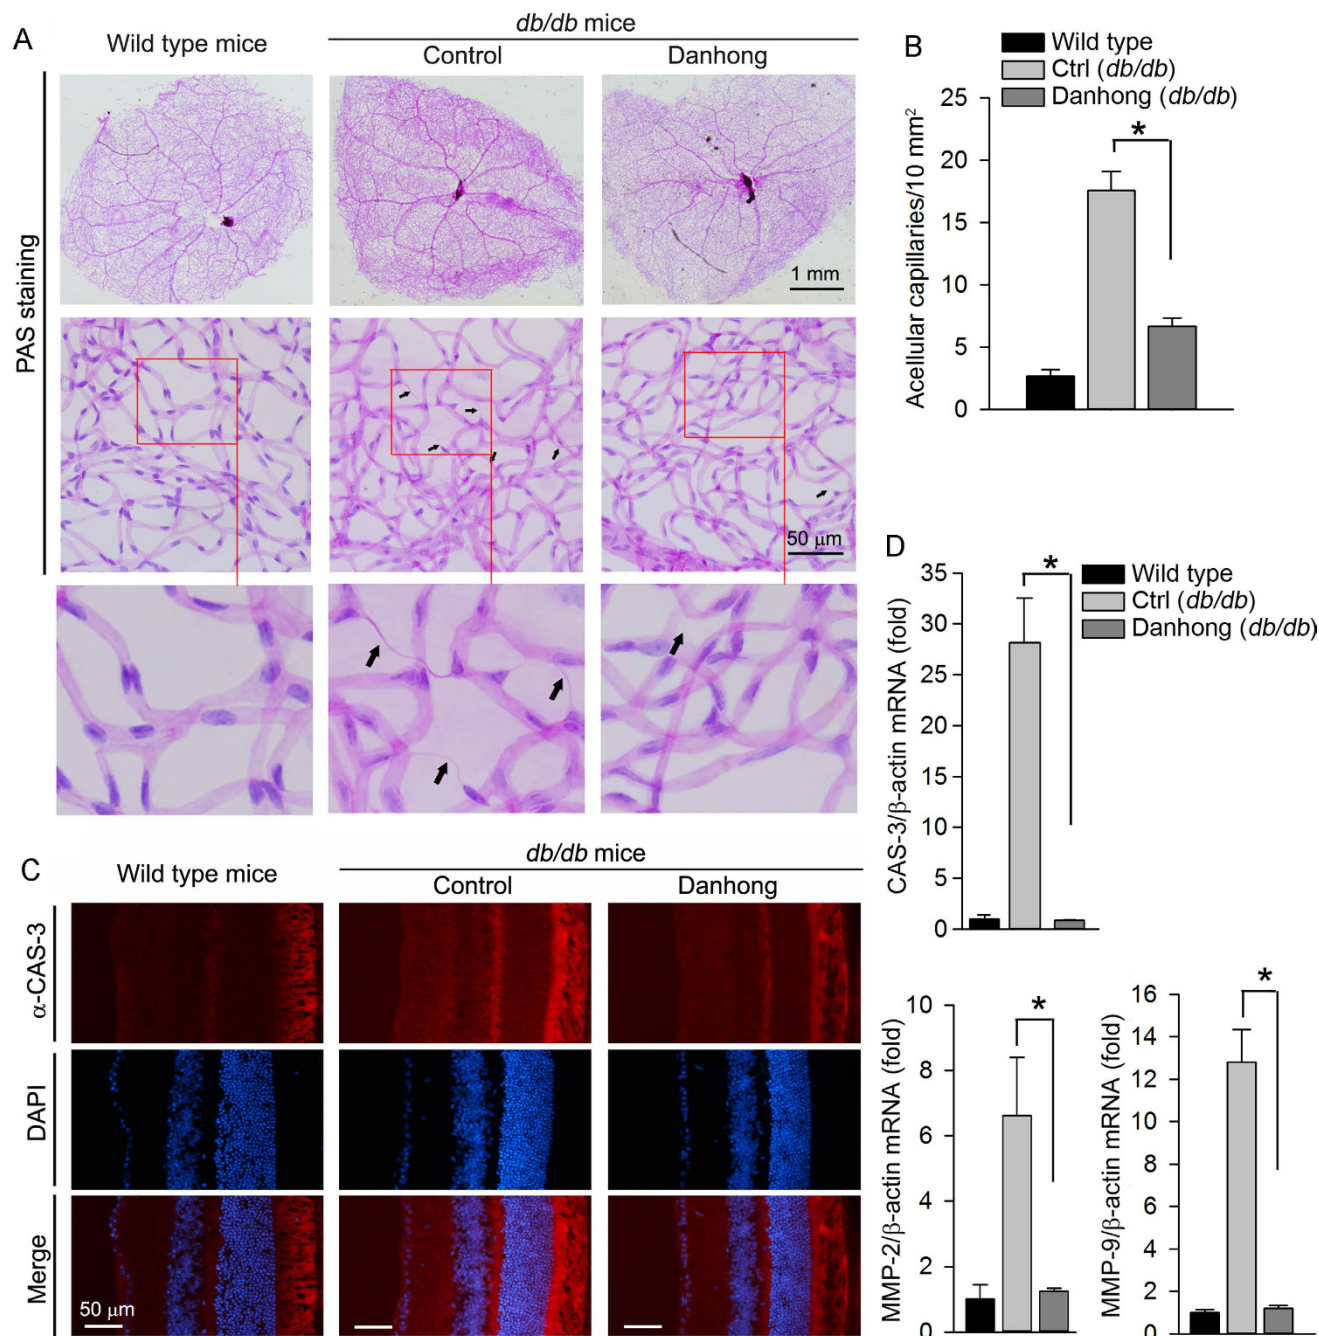 A
Wild type mice
db/db mice
Control
Danhong
PAS staining
1 mm
50 μm
B
Wild type
Ctrl (db/db)
Danhong (db/db)
Acellular capillaries/10 mm²
25
20
15
10
5
0
*
C
Wild type mice
db/db mice
Control
Danhong
α-CAS-3
DAPI
Merge
50 μm
D
Wild type
Ctrl (db/db)
Danhong (db/db)
CAS-3/β-actin mRNA (fold)
35
30
25
20
15
10
5
0
*
MMP-2/β-actin mRNA (fold)
10
8
6
4
2
0
*
MMP-9/β-actin mRNA (fold)
16
14
12
10
8
6
4
2
0
*